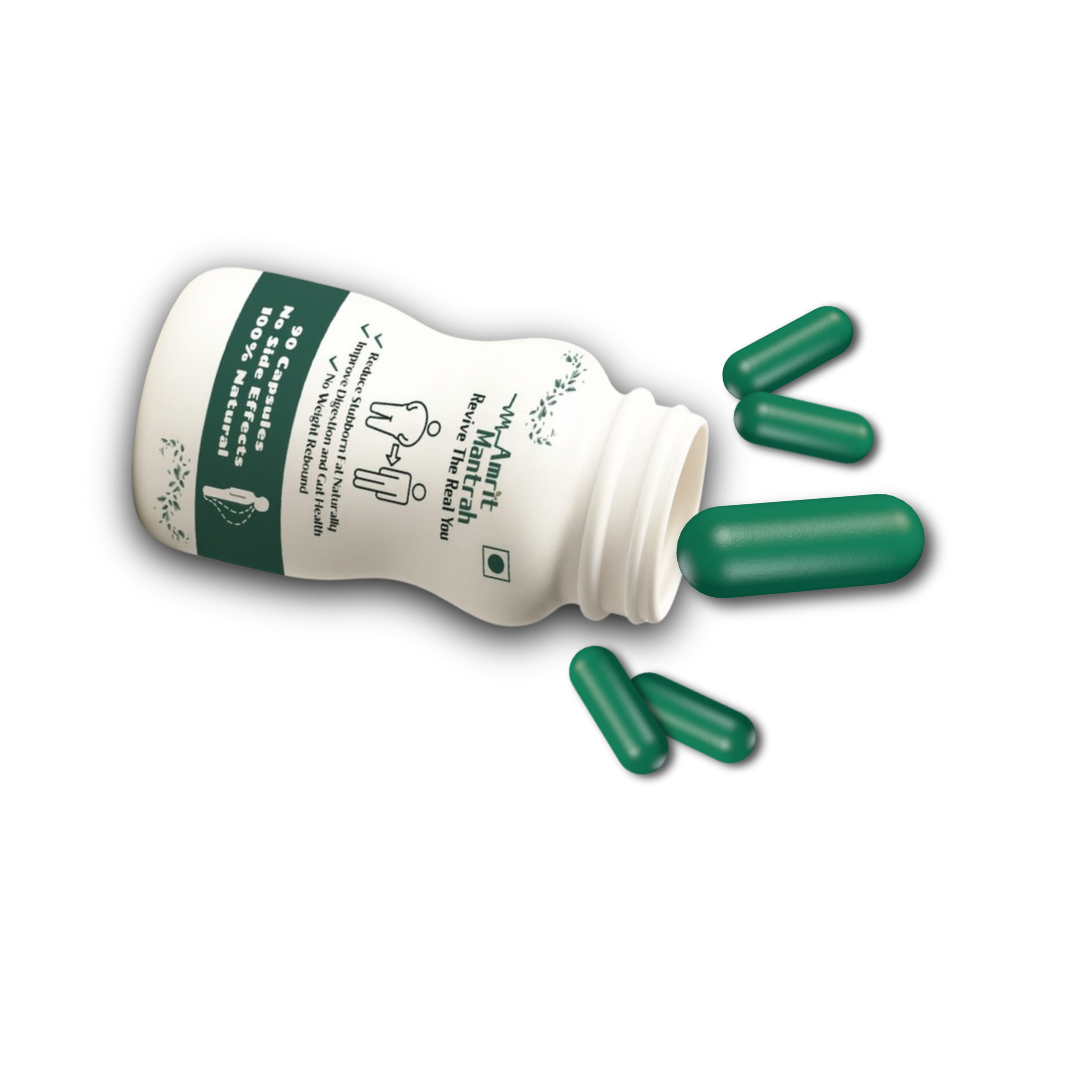 Amrit
Mantrah
Revive The Real You
Reduce Stubborn Fat Naturally
Improve Digestion and Gut Health
No Weight Rebound
90 Capsules
No Side Effects
100% Natural